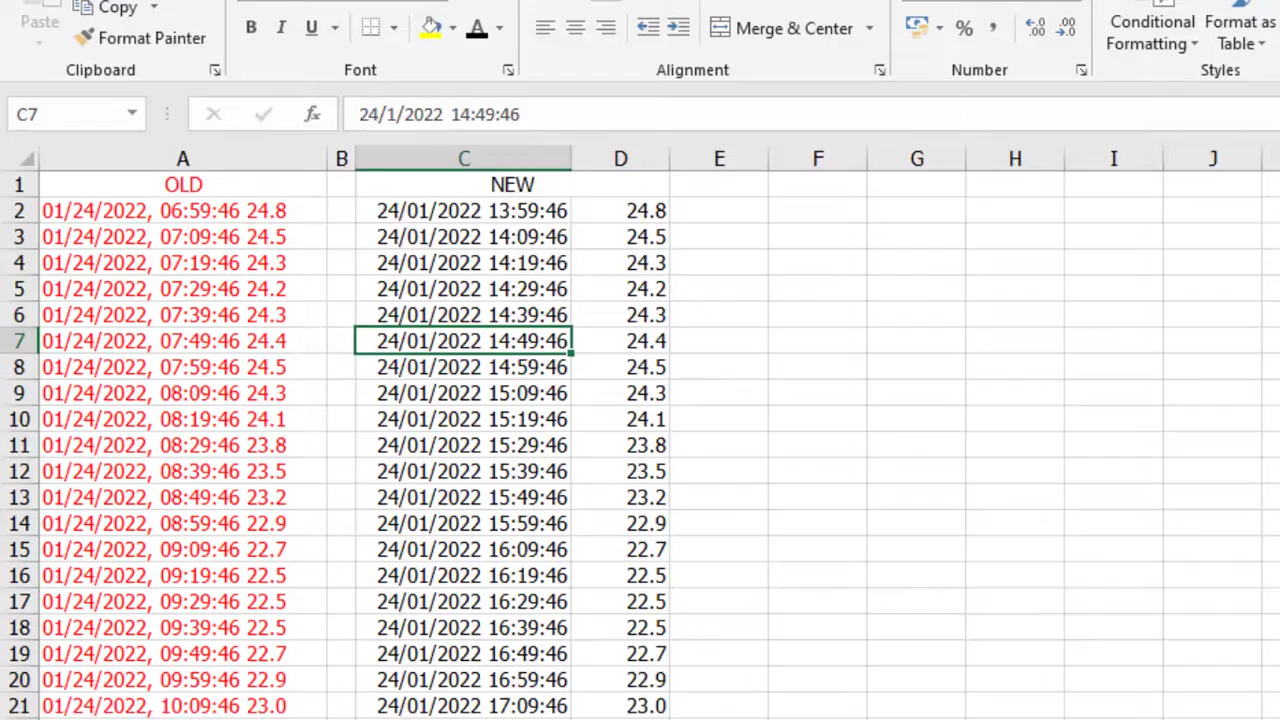 Paste Copy
Format Painter
B I U A Merge & Center % Conditional Formatting Format as Table
Clipboard Font Alignment Number Styles
C7 fx 24/1/2022 14:49:46
A B C D E F G H I J
1 OLD NEW
2 01/24/2022, 06:59:46 24.8 24/01/2022 13:59:46 24.8
3 01/24/2022, 07:09:46 24.5 24/01/2022 14:09:46 24.5
4 01/24/2022, 07:19:46 24.3 24/01/2022 14:19:46 24.3
5 01/24/2022, 07:29:46 24.2 24/01/2022 14:29:46 24.2
6 01/24/2022, 07:39:46 24.3 24/01/2022 14:39:46 24.3
7 01/24/2022, 07:49:46 24.4 24/01/2022 14:49:46 24.4
8 01/24/2022, 07:59:46 24.5 24/01/2022 14:59:46 24.5
9 01/24/2022, 08:09:46 24.3 24/01/2022 15:09:46 24.3
10 01/24/2022, 08:19:46 24.1 24/01/2022 15:19:46 24.1
11 01/24/2022, 08:29:46 23.8 24/01/2022 15:29:46 23.8
12 01/24/2022, 08:39:46 23.5 24/01/2022 15:39:46 23.5
13 01/24/2022, 08:49:46 23.2 24/01/2022 15:49:46 23.2
14 01/24/2022, 08:59:46 22.9 24/01/2022 15:59:46 22.9
15 01/24/2022, 09:09:46 22.7 24/01/2022 16:09:46 22.7
16 01/24/2022, 09:19:46 22.5 24/01/2022 16:19:46 22.5
17 01/24/2022, 09:29:46 22.5 24/01/2022 16:29:46 22.5
18 01/24/2022, 09:39:46 22.5 24/01/2022 16:39:46 22.5
19 01/24/2022, 09:49:46 22.7 24/01/2022 16:49:46 22.7
20 01/24/2022, 09:59:46 22.9 24/01/2022 16:59:46 22.9
21 01/24/2022, 10:09:46 23.0 24/01/2022 17:09:46 23.0